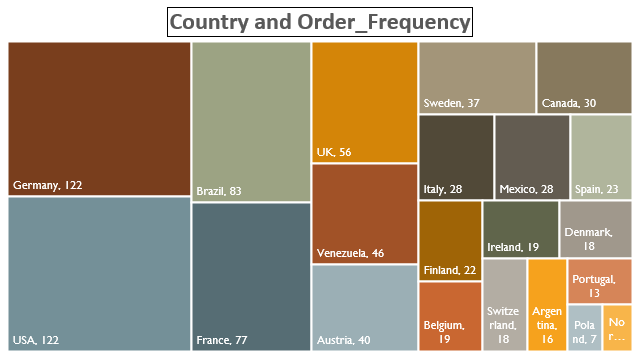 Country and Order_Frequency
Germany, 122
USA, 122
Brazil, 83
France, 77
UK, 56
Venezuela, 46
Austria, 40
Sweden, 37
Canada, 30
Italy, 28
Mexico, 28
Spain, 23
Finland, 22
Belgium,
19
Ireland, 19
Denmark,
18
Switze
rland,
18
Argen
tina,
16
Portugal,
13
Pola
nd, 7
No
r...